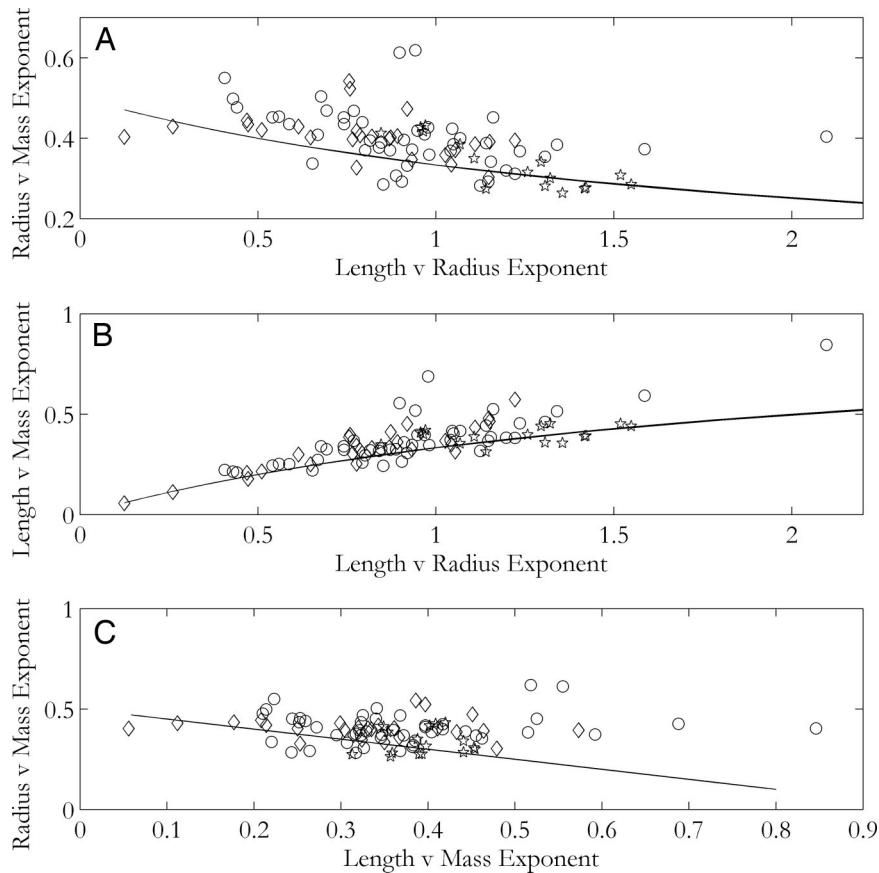 A
Radius v Mass Exponent
0.6
0.4
0.2
0 0.5 1 1.5 2
Length v Radius Exponent
B
Length v Mass Exponent
1
0.5
0
0 0.5 1 1.5 2
Length v Radius Exponent
C
Radius v Mass Exponent
1
0.5
0
0 0.1 0.2 0.3 0.4 0.5 0.6 0.7 0.8 0.9
Length v Mass Exponent